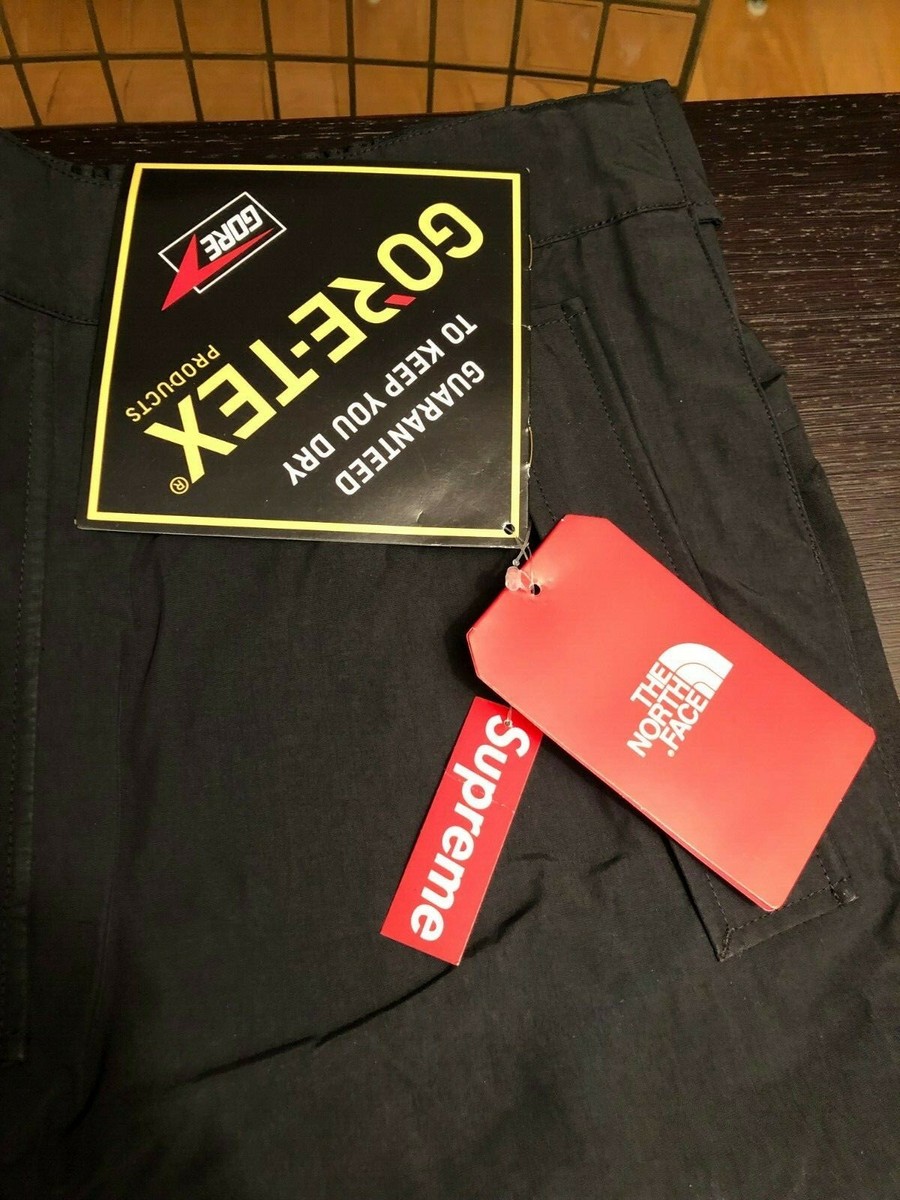 GORE
GORE-TEX
®
PRODUCTS
GUARANTEED
TO KEEP YOU DRY
THE
NORTH
FACE
Supreme